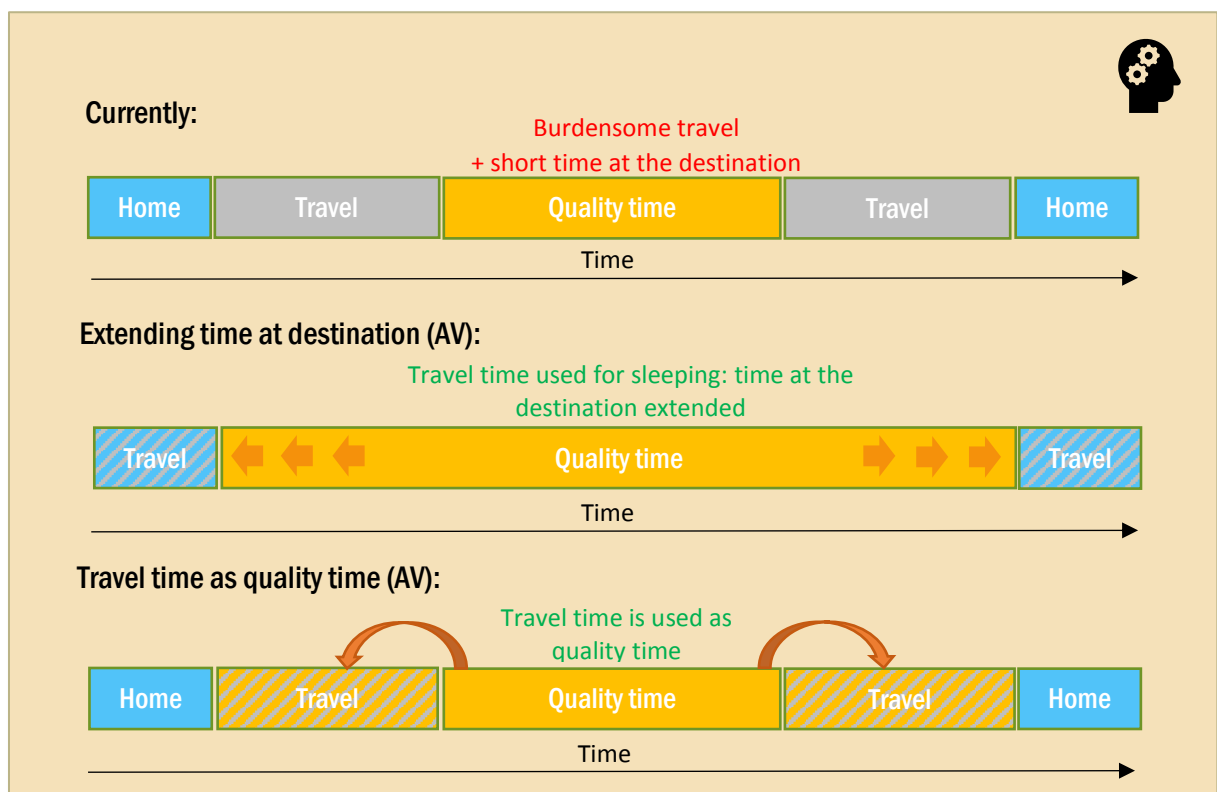 Currently:
Burdensome travel
+ short time at the destination
Home Travel Quality time Travel Home
Time
Extending time at destination (AV):
Travel time used for sleeping: time at the
destination extended
Travel Quality time Travel
Time
Travel time as quality time (AV):
Travel time is used as
quality time
Home Travel Quality time Travel Home
Time